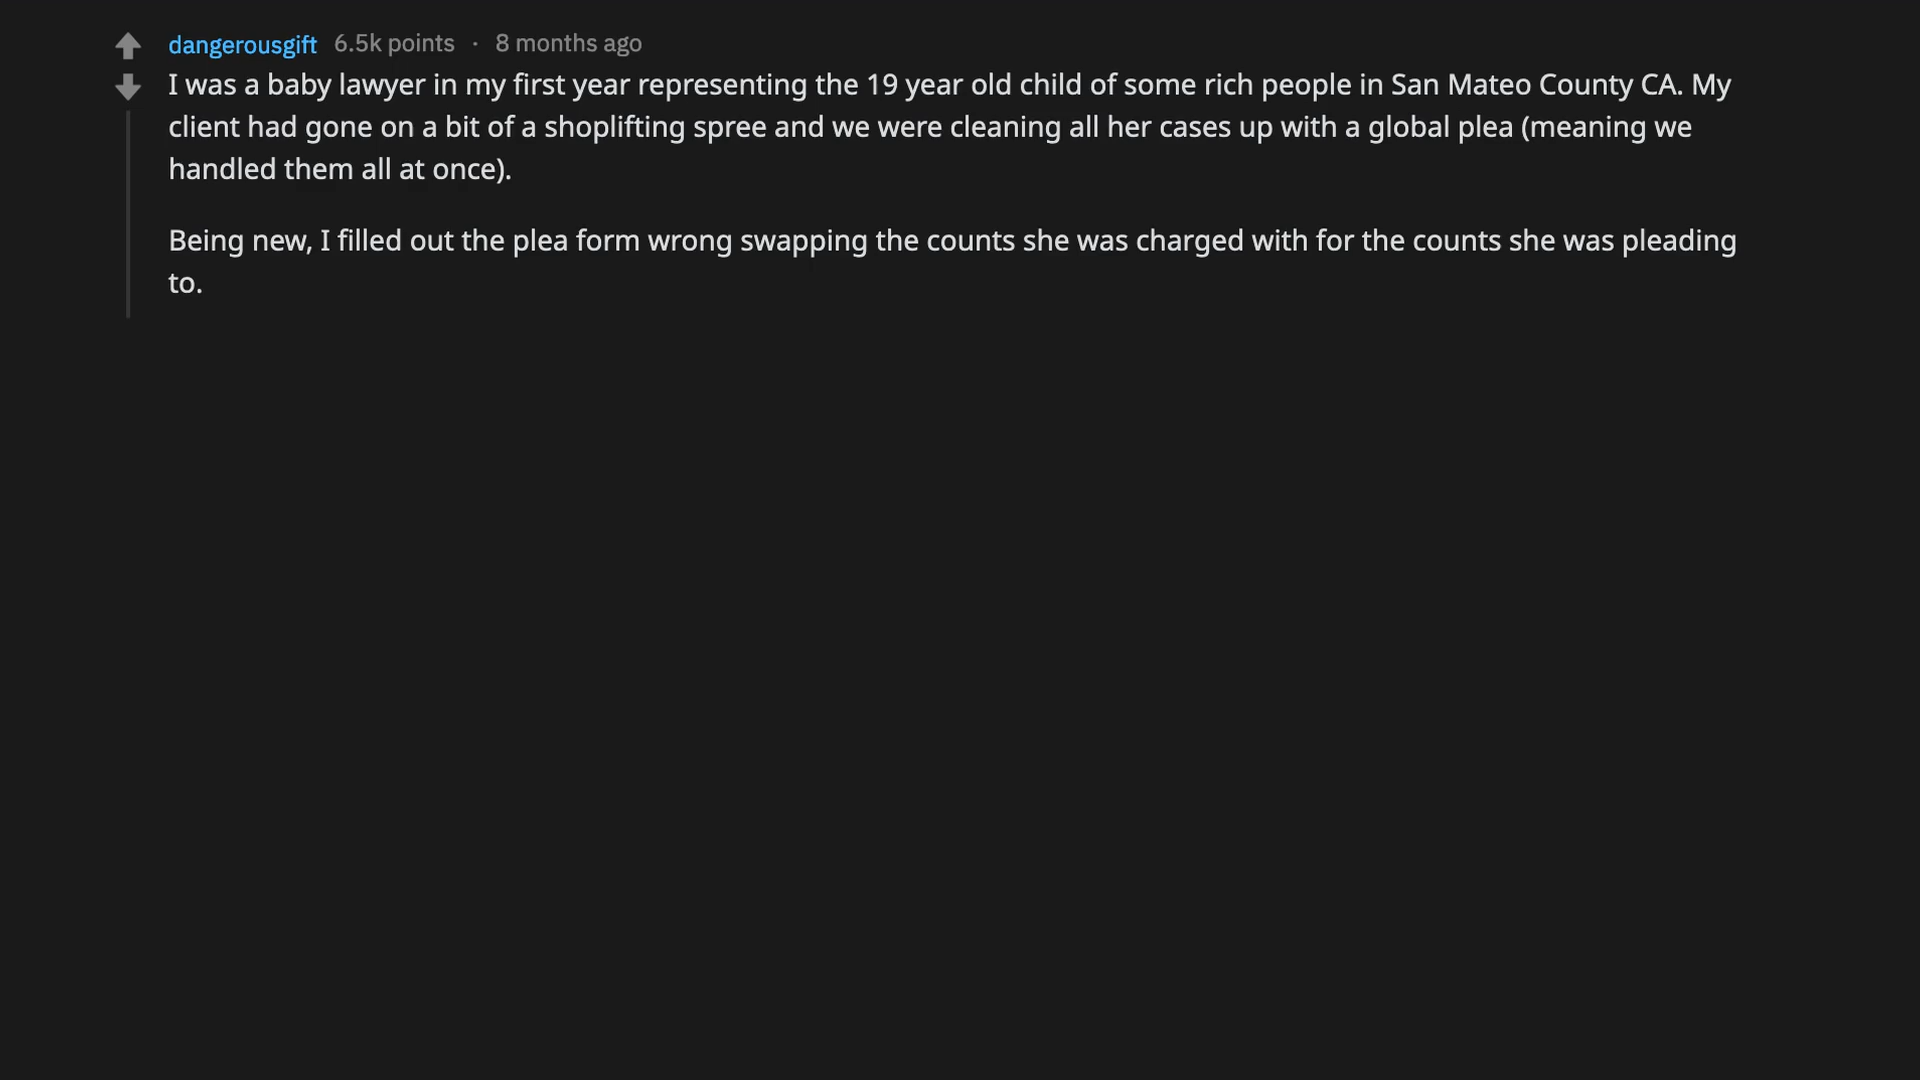 dangerousgift 6.5k points · 8 months ago
I was a baby lawyer in my first year representing the 19 year old child of some rich people in San Mateo County CA. My
client had gone on a bit of a shoplifting spree and we were cleaning all her cases up with a global plea (meaning we
handled them all at once).
Being new, I filled out the plea form wrong swapping the counts she was charged with for the counts she was pleading
to.